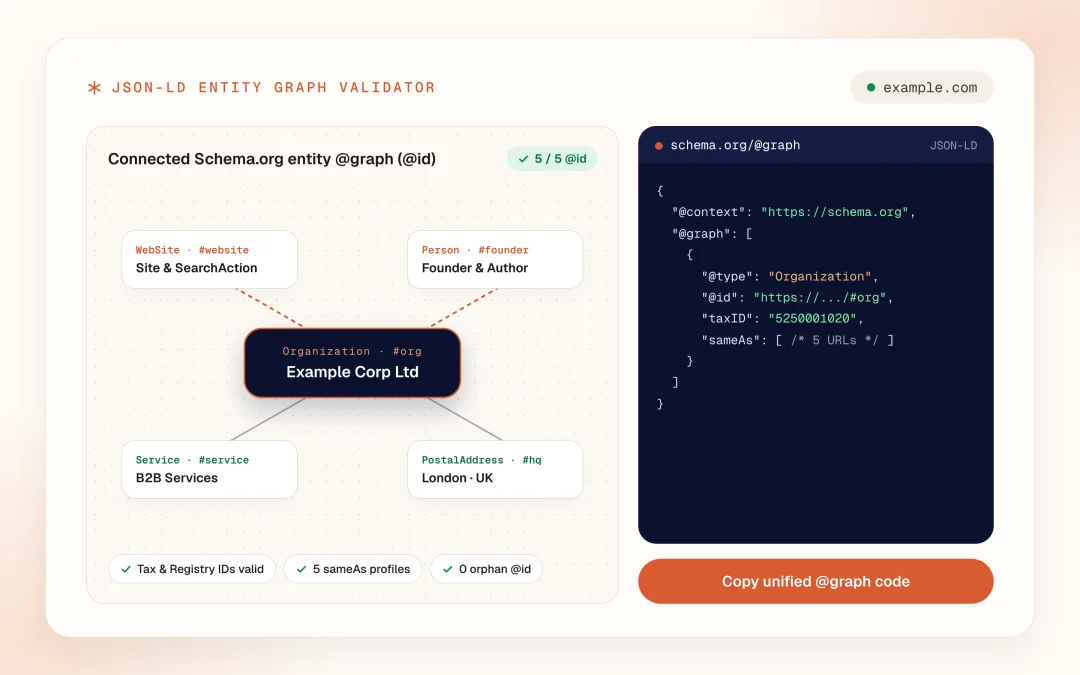 JSON-LD ENTITY GRAPH VALIDATOR
example.com
Connected Schema.org entity @graph (@id)
5 / 5 @id
WebSite · #website
Site & SearchAction
Person · #founder
Founder & Author
Organization · #org
Example Corp Ltd
Service · #service
B2B Services
PostalAddress · #hq
London · UK
Tax & Registry IDs valid
5 sameAs profiles
0 orphan @id
schema.org/@graph
JSON-LD
{
"@context": "https://schema.org",
"@graph": [
{
"@type": "Organization",
"@id": "https://.../#org",
"taxID": "5250001020",
"sameAs": [ /* 5 URLs */ ]
}
]
}
Copy unified @graph code